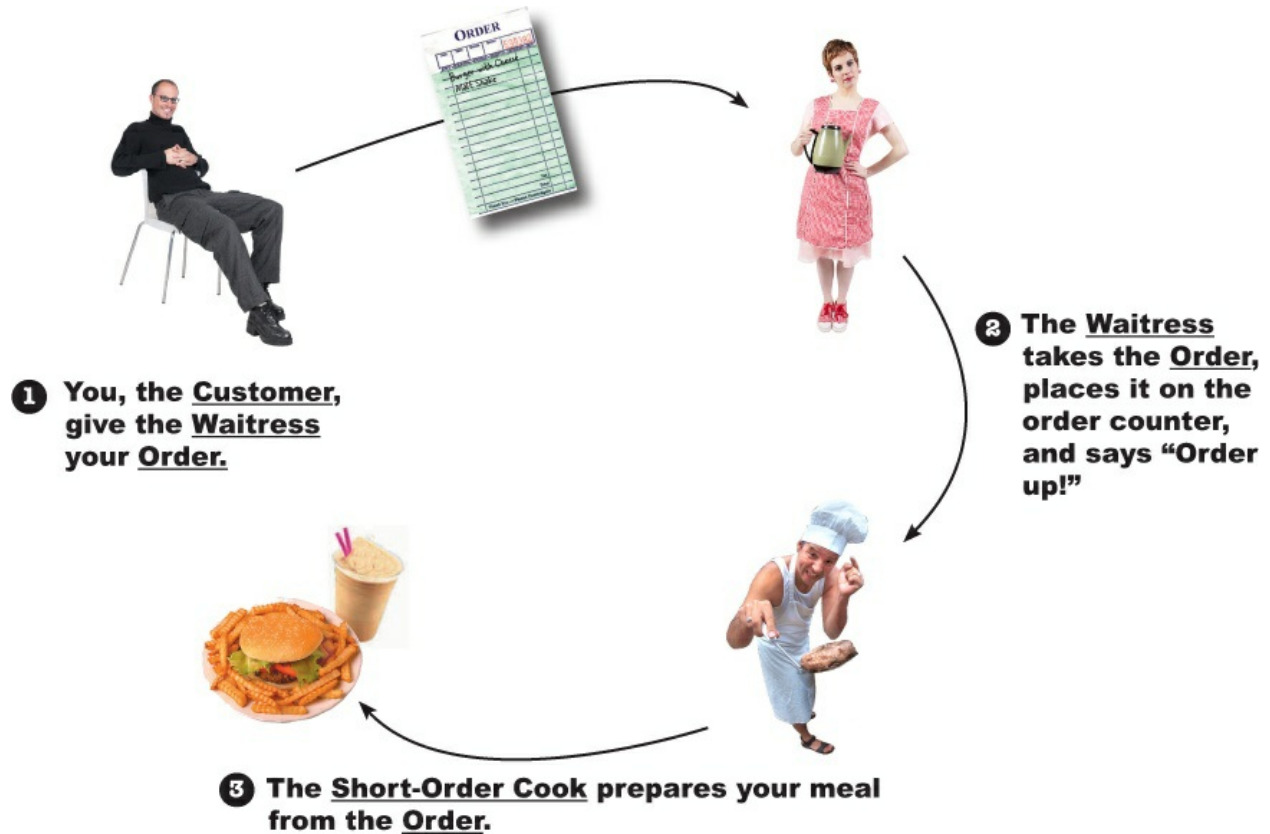 ORDER
Burger with Cheese
Malt Shake
1 You, the Customer,
give the Waitress
your Order.
2 The Waitress
takes the Order,
places it on the
order counter,
and says “Order
up!”
3 The Short-Order Cook prepares your meal
from the Order.